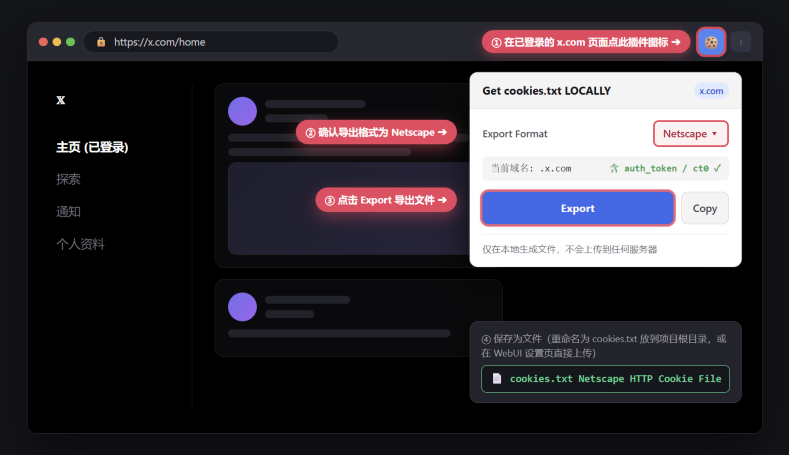 https://x.com/home
① 在已登录的 x.com 页面点此插件图标 ➔
𝕏
主页 (已登录)
探索
通知
个人资料
② 确认导出格式为 Netscape ➔
③ 点击 Export 导出文件 ➔
Get cookies.txt LOCALLY
x.com
Export Format
Netscape ▼
当前域名: .x.com
含 auth_token / ct0 ✓
Export
Copy
仅在本地生成文件，不会上传到任何服务器
④ 保存为文件（重命名为 cookies.txt 放到项目根目录，或
在 WebUI 设置页直接上传）
cookies.txt Netscape HTTP Cookie File